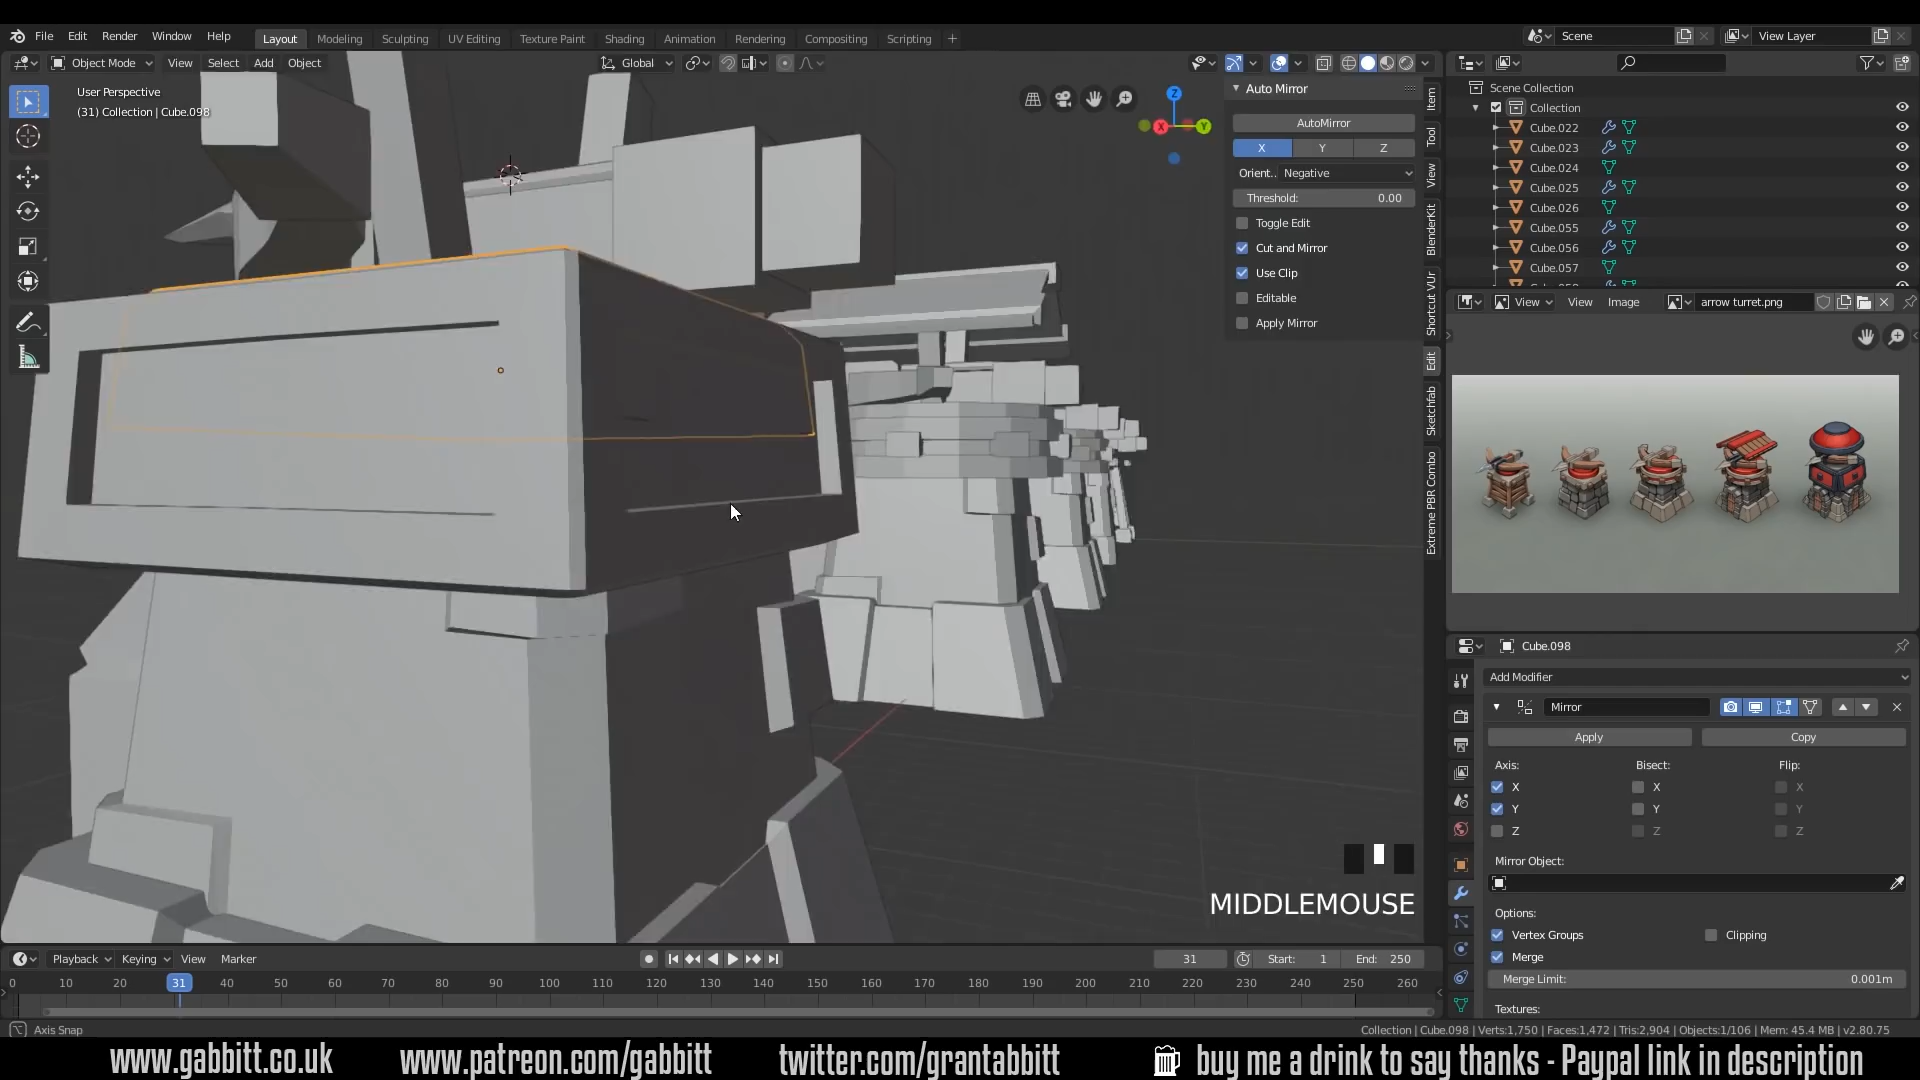 File Edit Render Window Help
Layout Modeling Sculpting UV Editing Texture Paint Shading Animation Rendering Compositing Scripting +
Scene
View Layer
Object Mode View Select Add Object
Global
User Perspective
(31) Collection | Cube.098
Z
X
Y
Auto Mirror
AutoMirror
X Y Z
Orient.. Negative
Threshold: 0.00
Toggle Edit
Cut and Mirror
Use Clip
Editable
Apply Mirror
Item
Tool
View
BlenderKit
Shortcut VUr
Edit
Sketchfab
Extreme PBR Combo
Scene Collection
Collection
Cube.022
Cube.023
Cube.024
Cube.025
Cube.026
Cube.055
Cube.056
Cube.057
View View Image arrow turret.png
Cube.098
Add Modifier
Mirror
Apply Copy
Axis: Bisect: Flip:
X X X
Y Y Y
Z Z Z
Mirror Object:
Options:
Vertex Groups Clipping
Merge
Merge Limit: 0.001m
Textures:
MIDDLEMOUSE
Playback Keying View Marker
31 Start: 1 End: 250
0 10 20 31 40 50 60 70 80 90 100 110 120 130 140 150 160 170 180 190 200 210 220 230 240 250 260
Axis Snap
Collection | Cube.098 | Verts:1,750 | Faces:1,472 | Tris:2,904 | Objects:1/106 | Mem: 45.4 MB | v2.80.75
www.gabbitt.co.uk www.patreon.com/gabbitt twitter.com/grantabbitt buy me a drink to say thanks - Paypal link in description